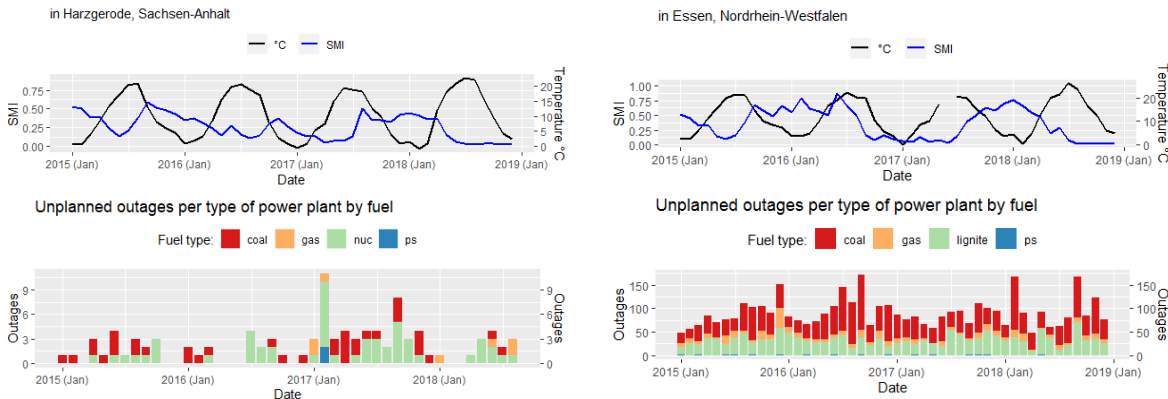 in Harzgerode, Sachsen-Anhalt
°C SMI
SMI
0.75
0.50
0.25
0.00
Temperature °C
20
15
10
5
0
2015 (Jan) 2016 (Jan) 2017 (Jan) 2018 (Jan) 2019 (Jan)
Date
Unplanned outages per type of power plant by fuel
Fuel type: coal gas nuc ps
Outages
9
6
3
0
Outages
9
6
3
0
2015 (Jan) 2016 (Jan) 2017 (Jan) 2018 (Jan)
Date
in Essen, Nordrhein-Westfalen
°C SMI
SMI
1.00
0.75
0.50
0.25
0.00
Temperature °C
20
10
0
2015 (Jan) 2016 (Jan) 2017 (Jan) 2018 (Jan) 2019 (Jan)
Date
Unplanned outages per type of power plant by fuel
Fuel type: coal gas lignite ps
Outages
150
100
50
0
Outages
150
100
50
0
2015 (Jan) 2016 (Jan) 2017 (Jan) 2018 (Jan) 2019 (Jan)
Date